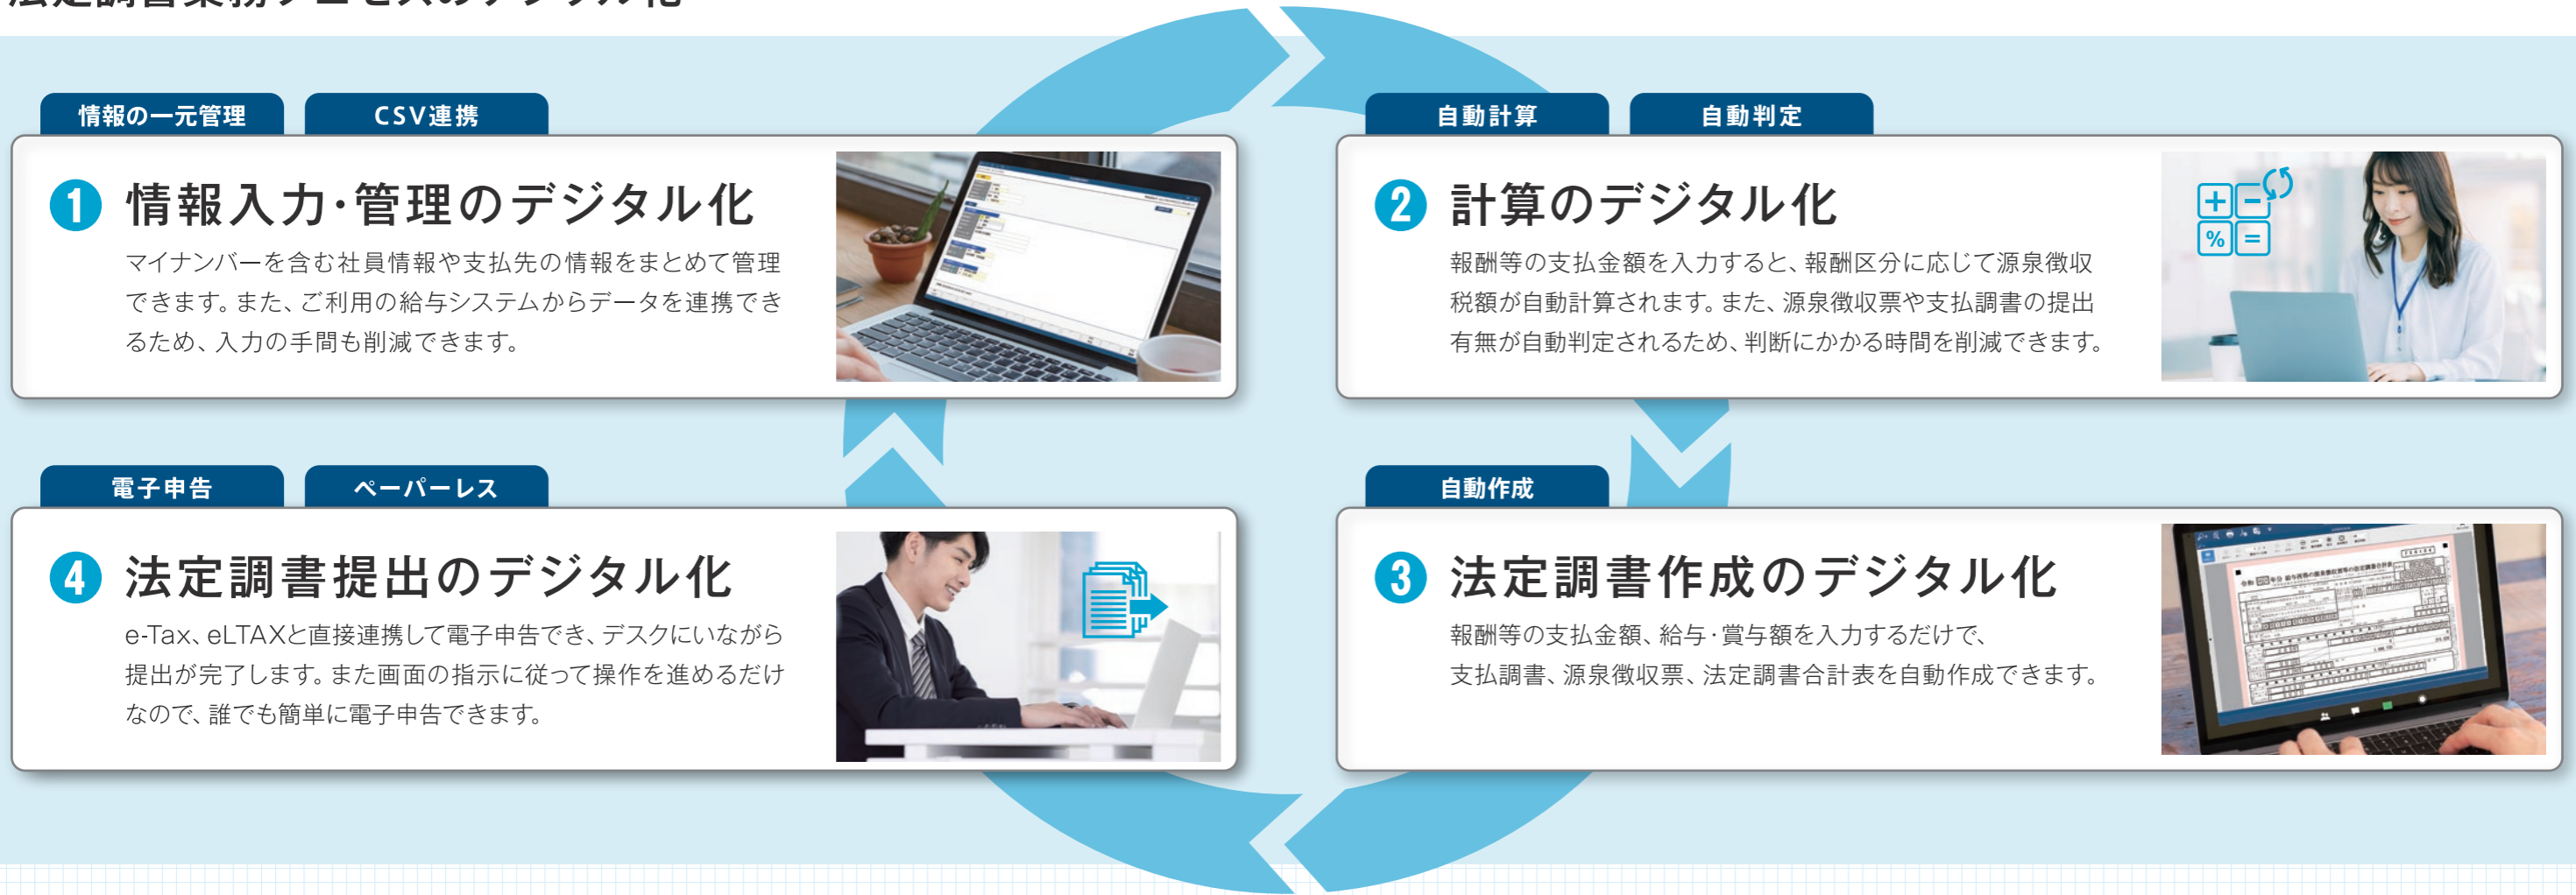 法定調書業務プロセスのデジタル化
情報の一元管理
CSV連携
1 情報入力・管理のデジタル化
マイナンバーを含む社員情報や支払先の情報をまとめて管理
できます。また、ご利用の給与システムからデータを連携でき
るため、入力の手間も削減できます。
自動計算
自動判定
2 計算のデジタル化
報酬等の支払金額を入力すると、報酬区分に応じて源泉徴収
税額が自動計算されます。また、源泉徴収票や支払調書の提出
有無が自動判定されるため、判断にかかる時間を削減できます。
+ -
% =
自動作成
3 法定調書作成のデジタル化
報酬等の支払金額、給与・賞与額を入力するだけで、
支払調書、源泉徴収票、法定調書合計表を自動作成できます。
電子申告
ペーパーレス
4 法定調書提出のデジタル化
e-Tax、eLTAXと直接連携して電子申告でき、デスクにいながら
提出が完了します。また画面の指示に従って操作を進めるだけ
なので、誰でも簡単に電子申告できます。